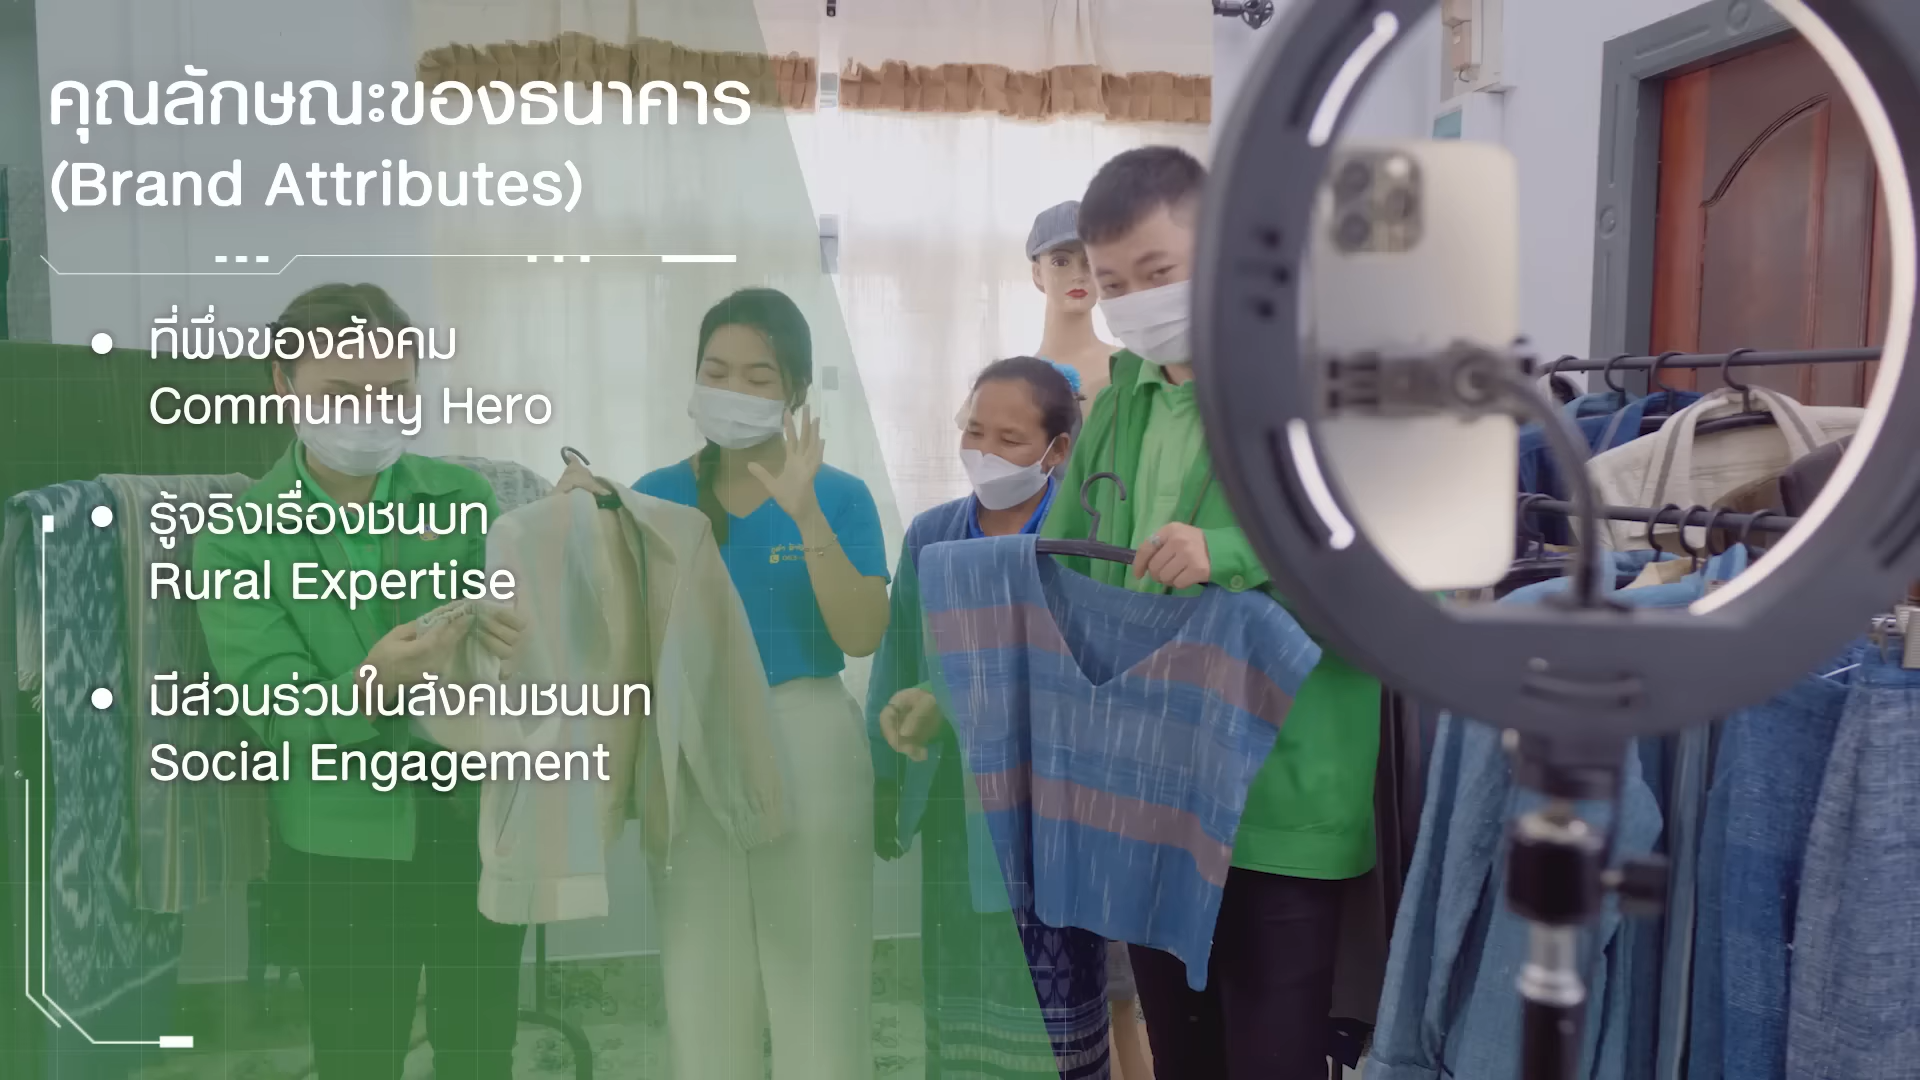 คุณลักษณะของธนาคาร
(Brand Attributes)
ที่พึ่งของสังคม
Community Hero
รู้จริงเรื่องชนบท
Rural Expertise
มีส่วนร่วมในสังคมชนบท
Social Engagement